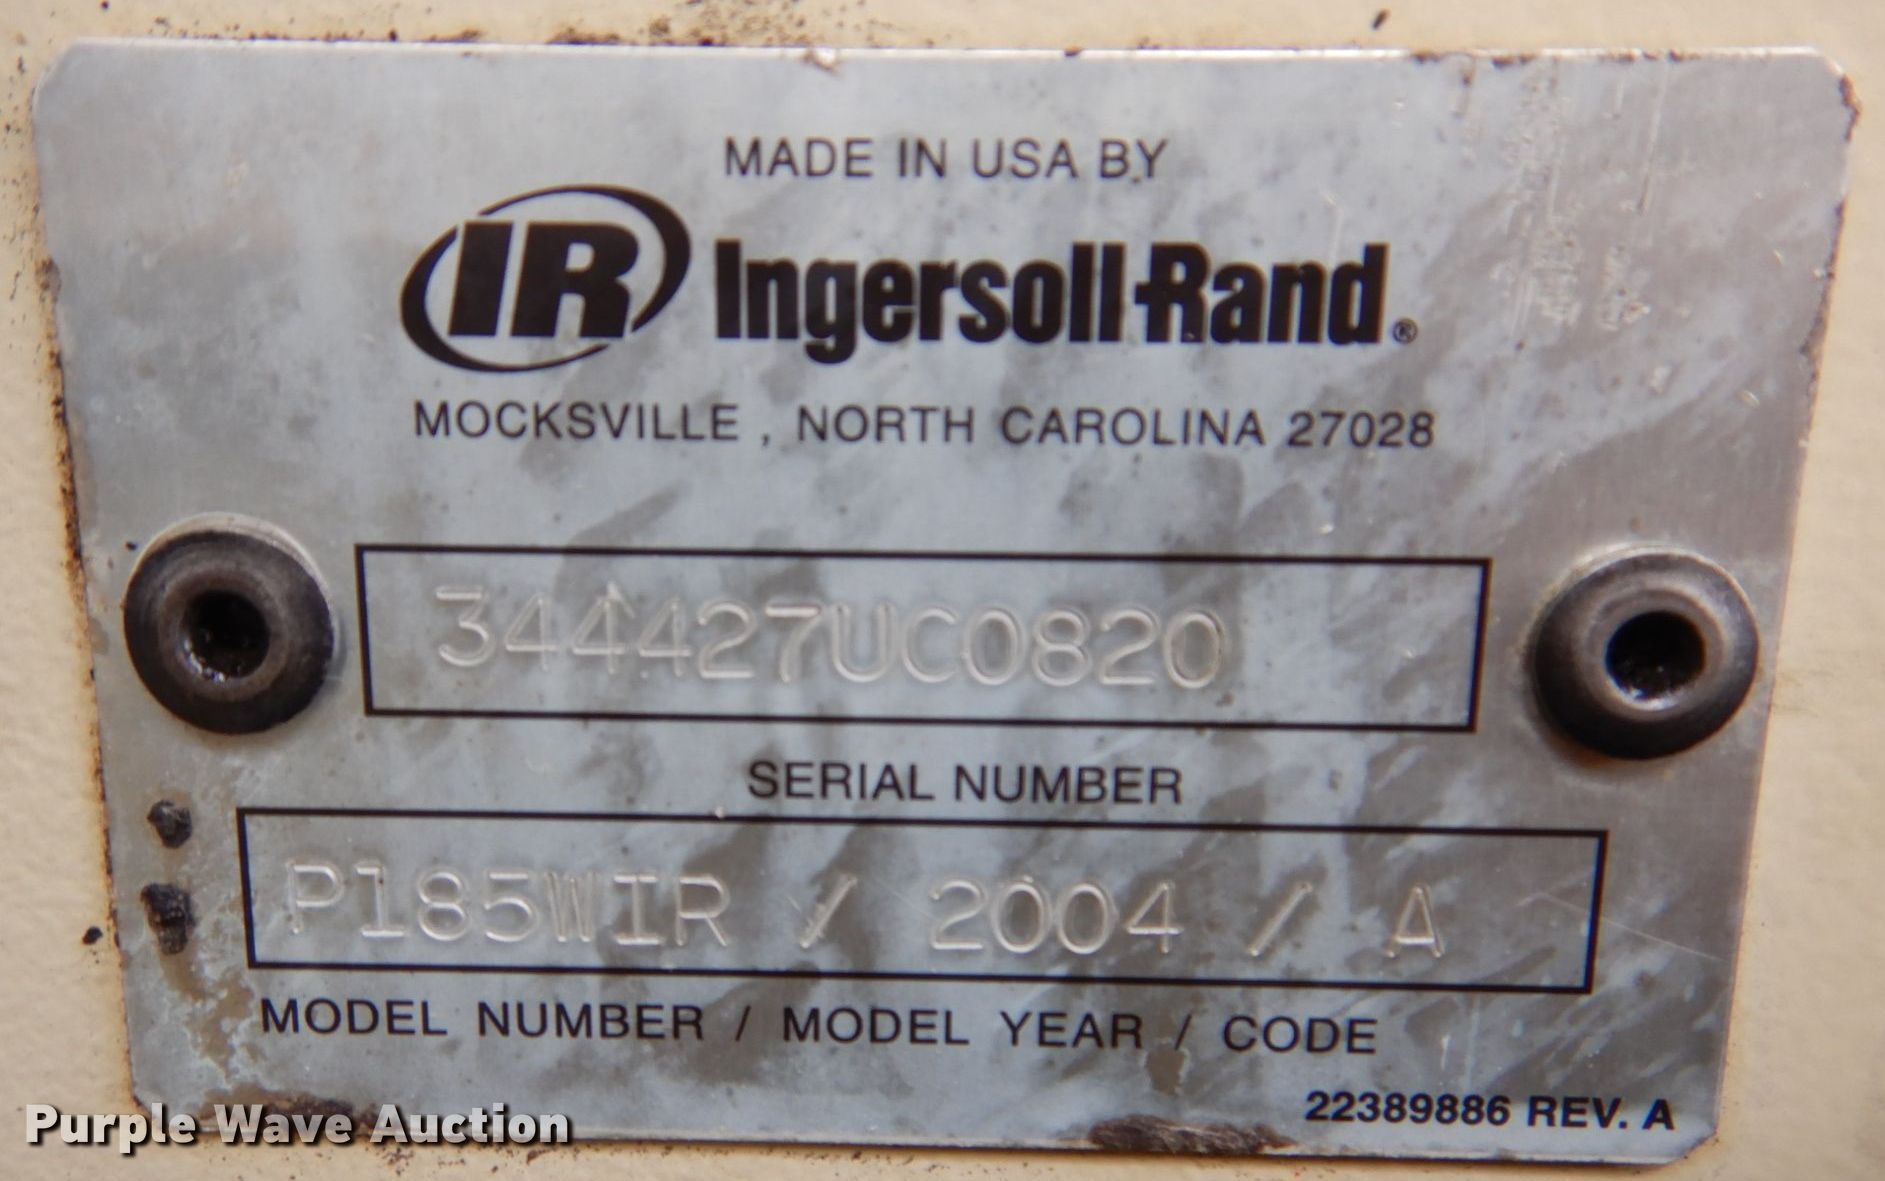 MADE IN USA BY
IR Ingersoll-Rand®
MOCKSVILLE, NORTH CAROLINA 27028
344427UC0820
SERIAL NUMBER
P185WIR / 2004 / A
MODEL NUMBER / MODEL YEAR / CODE
22389886 REV. A
Purple Wave Auction